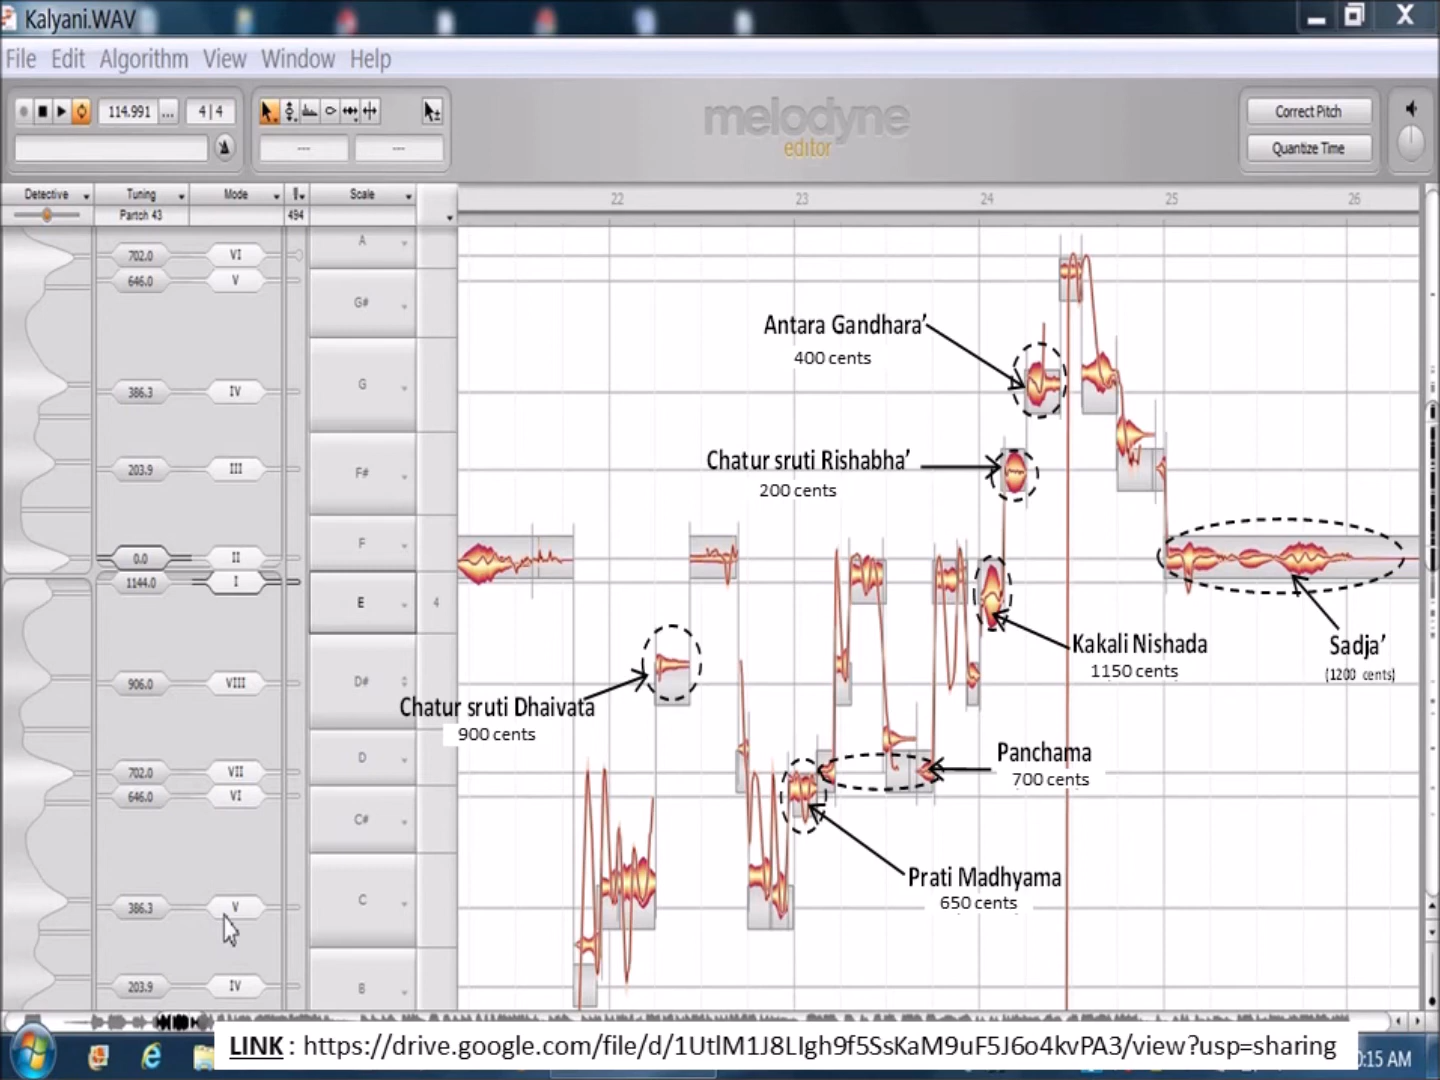 Kalyani.WAV
File Edit Algorithm View Window Help
114.991 ... 4|4
melodyne
editor
Correct Pitch
Quantize Time
--- ---
Detective Tuning Mode Scale
Partch 43 494
22 23 24 25 26
A
702.0 VI
646.0 V
G#
Antara Gandhara’
400 cents
386.3 IV G
Chatur sruti Rishabha’
200 cents
203.9 III F#
0.0 II F
1144.0 I
E 4
Kakali Nishada
1150 cents
Sadja’
(1200 cents)
906.0 VIII D#
Chatur sruti Dhaivata
900 cents
Panchama
700 cents
702.0 VII D
646.0 VI
C#
Prati Madhyama
650 cents
386.3 V C
203.9 IV B
LINK : https://drive.google.com/file/d/1UtlM1J8LIgh9f5SsKaM9uF5J6o4kvPA3/view?usp=sharing
:15 AM